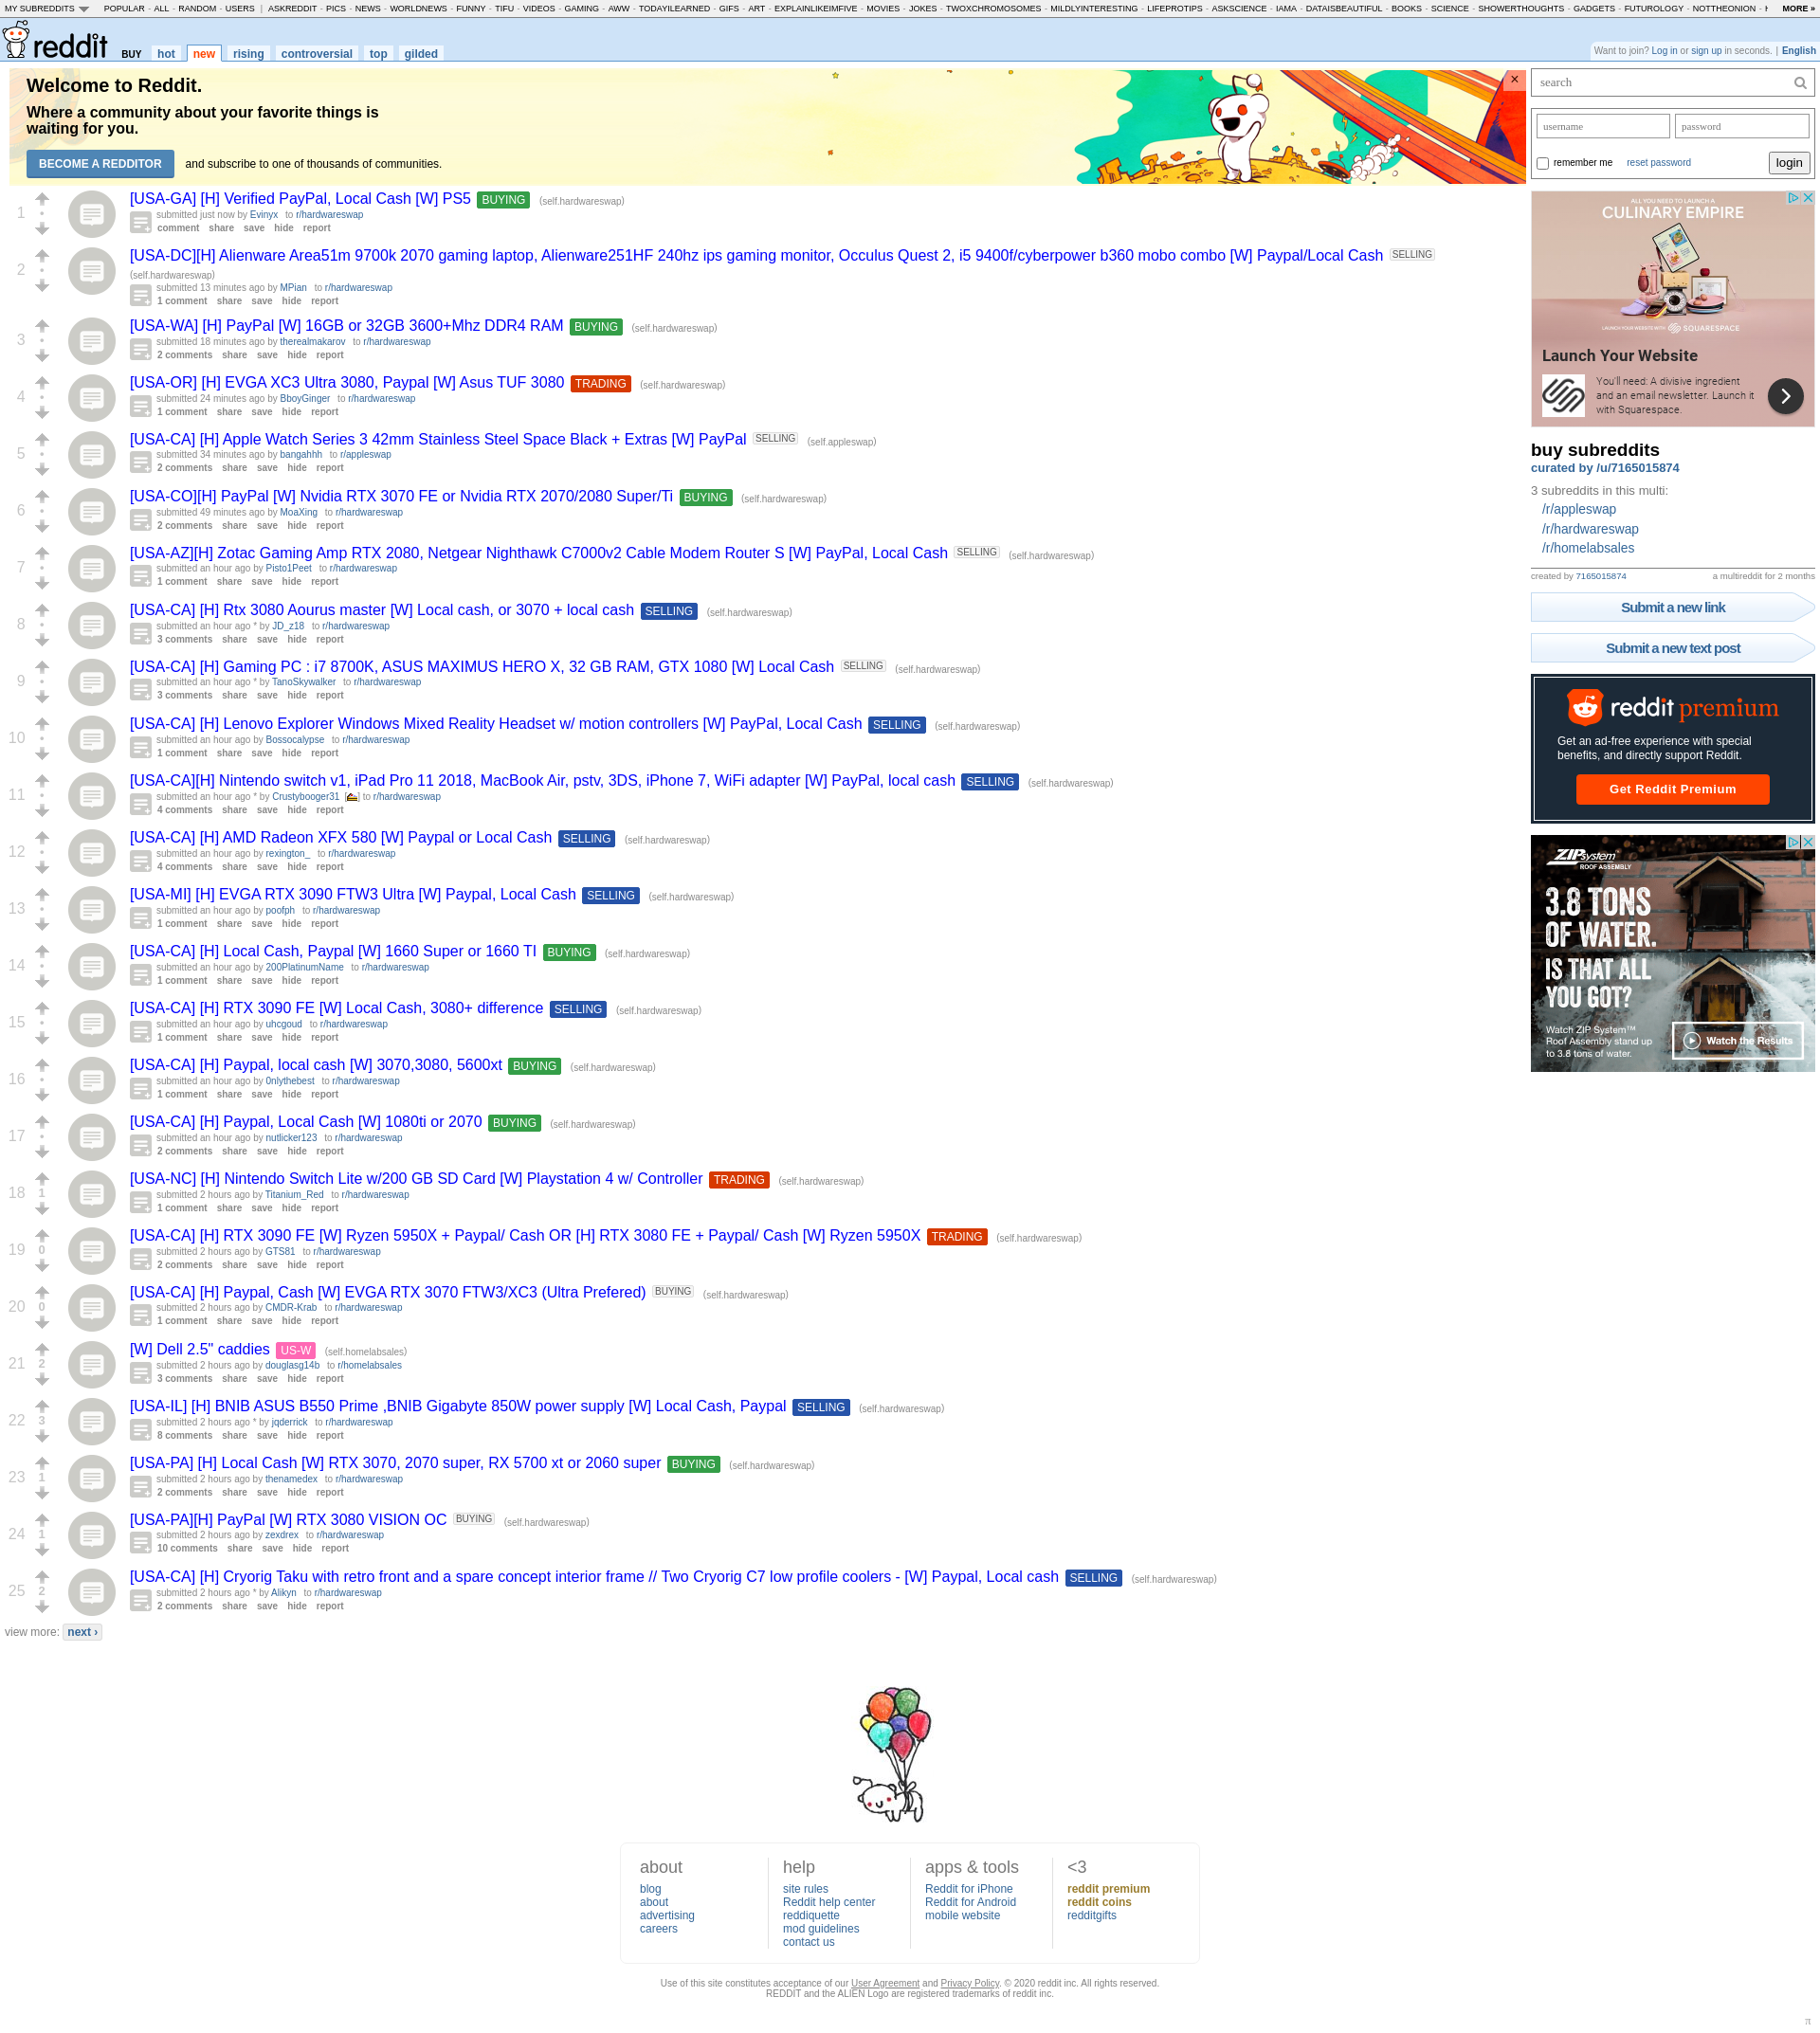 MY SUBREDDITS POPULAR - ALL - RANDOM - USERS | ASKREDDIT - PICS - NEWS - WORLDNEWS - FUNNY - TIFU - VIDEOS - GAMING - AWW - TODAYILEARNED - GIFS - ART - EXPLAINLIKEIMFIVE - MOVIES - JOKES - TWOXCHROMOSOMES - MILDLYINTERESTING - LIFEPROTIPS - ASKSCIENCE - IAMA - DATAISBEAUTIFUL - BOOKS - SCIENCE - SHOWERTHOUGHTS - GADGETS - FUTUROLOGY - NOTTHEONION - MORE »
reddit BUY hot new rising controversial top gilded
Want to join? Log in or sign up in seconds. | English
Welcome to Reddit.
Where a community about your favorite things is
waiting for you.
BECOME A REDDITOR and subscribe to one of thousands of communities.
×
1 [USA-GA] [H] Verified PayPal, Local Cash [W] PS5 BUYING (self.hardwareswap)
submitted just now by Evinyx to r/hardwareswap
comment share save hide report
2 [USA-DC][H] Alienware Area51m 9700k 2070 gaming laptop, Alienware251HF 240hz ips gaming monitor, Occulus Quest 2, i5 9400f/cyberpower b360 mobo combo [W] Paypal/Local Cash SELLING
(self.hardwareswap)
submitted 13 minutes ago by MPian to r/hardwareswap
1 comment share save hide report
3 [USA-WA] [H] PayPal [W] 16GB or 32GB 3600+Mhz DDR4 RAM BUYING (self.hardwareswap)
submitted 18 minutes ago by therealmakarov to r/hardwareswap
2 comments share save hide report
4 [USA-OR] [H] EVGA XC3 Ultra 3080, Paypal [W] Asus TUF 3080 TRADING (self.hardwareswap)
submitted 24 minutes ago by BboyGinger to r/hardwareswap
1 comment share save hide report
5 [USA-CA] [H] Apple Watch Series 3 42mm Stainless Steel Space Black + Extras [W] PayPal SELLING (self.appleswap)
submitted 34 minutes ago by bangahhh to r/appleswap
2 comments share save hide report
6 [USA-CO][H] PayPal [W] Nvidia RTX 3070 FE or Nvidia RTX 2070/2080 Super/Ti BUYING (self.hardwareswap)
submitted 49 minutes ago by MoaXing to r/hardwareswap
2 comments share save hide report
7 [USA-AZ][H] Zotac Gaming Amp RTX 2080, Netgear Nighthawk C7000v2 Cable Modem Router S [W] PayPal, Local Cash SELLING (self.hardwareswap)
submitted an hour ago by Pisto1Peet to r/hardwareswap
1 comment share save hide report
8 [USA-CA] [H] Rtx 3080 Aourus master [W] Local cash, or 3070 + local cash SELLING (self.hardwareswap)
submitted an hour ago * by JD_z18 to r/hardwareswap
3 comments share save hide report
9 [USA-CA] [H] Gaming PC : i7 8700K, ASUS MAXIMUS HERO X, 32 GB RAM, GTX 1080 [W] Local Cash SELLING (self.hardwareswap)
submitted an hour ago * by TanoSkywalker to r/hardwareswap
3 comments share save hide report
10 [USA-CA] [H] Lenovo Explorer Windows Mixed Reality Headset w/ motion controllers [W] PayPal, Local Cash SELLING (self.hardwareswap)
submitted an hour ago by Bossocalypse to r/hardwareswap
1 comment share save hide report
11 [USA-CA][H] Nintendo switch v1, iPad Pro 11 2018, MacBook Air, pstv, 3DS, iPhone 7, WiFi adapter [W] PayPal, local cash SELLING (self.hardwareswap)
submitted an hour ago * by Crustybooger31 [] to r/hardwareswap
4 comments share save hide report
12 [USA-CA] [H] AMD Radeon XFX 580 [W] Paypal or Local Cash SELLING (self.hardwareswap)
submitted an hour ago by rexington_ to r/hardwareswap
4 comments share save hide report
13 [USA-MI] [H] EVGA RTX 3090 FTW3 Ultra [W] Paypal, Local Cash SELLING (self.hardwareswap)
submitted an hour ago by poofph to r/hardwareswap
1 comment share save hide report
14 [USA-CA] [H] Local Cash, Paypal [W] 1660 Super or 1660 TI BUYING (self.hardwareswap)
submitted an hour ago by 200PlatinumName to r/hardwareswap
1 comment share save hide report
15 [USA-CA] [H] RTX 3090 FE [W] Local Cash, 3080+ difference SELLING (self.hardwareswap)
submitted an hour ago by uhcgoud to r/hardwareswap
1 comment share save hide report
16 [USA-CA] [H] Paypal, local cash [W] 3070,3080, 5600xt BUYING (self.hardwareswap)
submitted an hour ago by 0nlythebest to r/hardwareswap
1 comment share save hide report
17 [USA-CA] [H] Paypal, Local Cash [W] 1080ti or 2070 BUYING (self.hardwareswap)
submitted an hour ago by nutlicker123 to r/hardwareswap
2 comments share save hide report
18 1 [USA-NC] [H] Nintendo Switch Lite w/200 GB SD Card [W] Playstation 4 w/ Controller TRADING (self.hardwareswap)
submitted 2 hours ago by Titanium_Red to r/hardwareswap
1 comment share save hide report
19 0 [USA-CA] [H] RTX 3090 FE [W] Ryzen 5950X + Paypal/ Cash OR [H] RTX 3080 FE + Paypal/ Cash [W] Ryzen 5950X TRADING (self.hardwareswap)
submitted 2 hours ago by GTS81 to r/hardwareswap
2 comments share save hide report
20 0 [USA-CA] [H] Paypal, Cash [W] EVGA RTX 3070 FTW3/XC3 (Ultra Prefered) BUYING (self.hardwareswap)
submitted 2 hours ago by CMDR-Krab to r/hardwareswap
1 comment share save hide report
21 2 [W] Dell 2.5" caddies US-W (self.homelabsales)
submitted 2 hours ago by douglasg14b to r/homelabsales
3 comments share save hide report
22 3 [USA-IL] [H] BNIB ASUS B550 Prime ,BNIB Gigabyte 850W power supply [W] Local Cash, Paypal SELLING (self.hardwareswap)
submitted 2 hours ago * by jqderrick to r/hardwareswap
8 comments share save hide report
23 1 [USA-PA] [H] Local Cash [W] RTX 3070, 2070 super, RX 5700 xt or 2060 super BUYING (self.hardwareswap)
submitted 2 hours ago by thenamedex to r/hardwareswap
2 comments share save hide report
24 1 [USA-PA][H] PayPal [W] RTX 3080 VISION OC BUYING (self.hardwareswap)
submitted 2 hours ago by zexdrex to r/hardwareswap
10 comments share save hide report
25 2 [USA-CA] [H] Cryorig Taku with retro front and a spare concept interior frame // Two Cryorig C7 low profile coolers - [W] Paypal, Local cash SELLING (self.hardwareswap)
submitted 2 hours ago * by Alikyn to r/hardwareswap
2 comments share save hide report
view more: next ›
search
username password
remember me reset password login
ALL YOU NEED TO LAUNCH A
CULINARY EMPIRE
LAUNCH YOUR WEBSITE WITH SQUARESPACE
Launch Your Website
You'll need: A divisive ingredient
and an email newsletter. Launch it
with Squarespace.
buy subreddits
curated by /u/7165015874
3 subreddits in this multi:
/r/appleswap
/r/hardwareswap
/r/homelabsales
created by 7165015874 a multireddit for 2 months
Submit a new link
Submit a new text post
reddit premium
Get an ad-free experience with special
benefits, and directly support Reddit.
Get Reddit Premium
ZIP system
ROOF ASSEMBLY
3.8 TONS
OF WATER.
IS THAT ALL
YOU GOT?
Watch ZIP System™
Roof Assembly stand up
to 3.8 tons of water.
Watch the Results
about
blog
about
advertising
careers
help
site rules
Reddit help center
reddiquette
mod guidelines
contact us
apps & tools
Reddit for iPhone
Reddit for Android
mobile website
<3
reddit premium
reddit coins
redditgifts
Use of this site constitutes acceptance of our User Agreement and Privacy Policy. © 2020 reddit inc. All rights reserved.
REDDIT and the ALIEN Logo are registered trademarks of reddit inc.
π